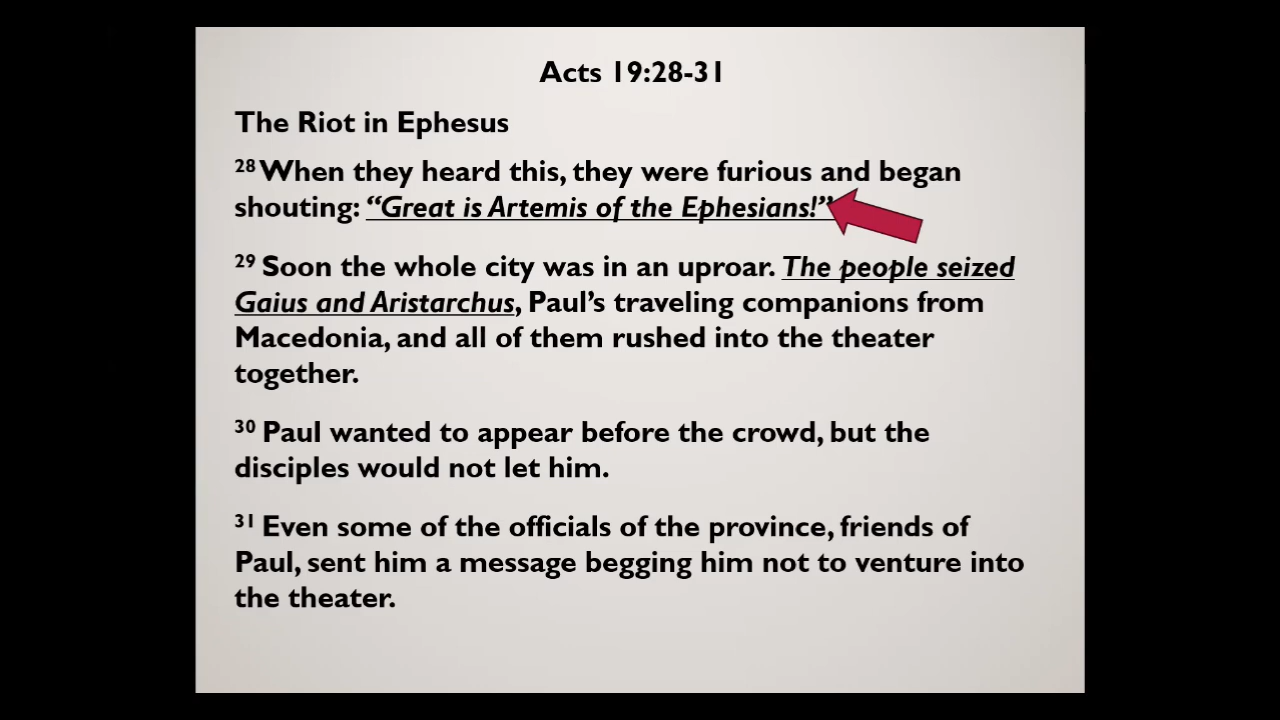 Acts 19:28-31
The Riot in Ephesus
28 When they heard this, they were furious and began
shouting: “Great is Artemis of the Ephesians!”
29 Soon the whole city was in an uproar. The people seized
Gaius and Aristarchus, Paul’s traveling companions from
Macedonia, and all of them rushed into the theater
together.
30 Paul wanted to appear before the crowd, but the
disciples would not let him.
31 Even some of the officials of the province, friends of
Paul, sent him a message begging him not to venture into
the theater.